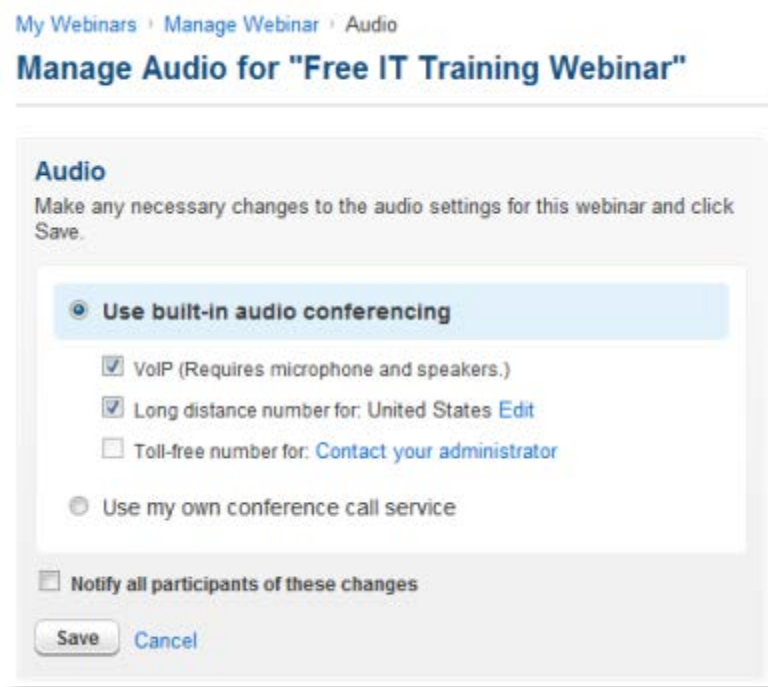 My Webinars › Manage Webinar › Audio
Manage Audio for "Free IT Training Webinar"
Audio
Make any necessary changes to the audio settings for this webinar and click
Save.
Use built-in audio conferencing
VoIP (Requires microphone and speakers.)
Long distance number for: United States Edit
Toll-free number for: Contact your administrator
Use my own conference call service
Notify all participants of these changes
Save Cancel